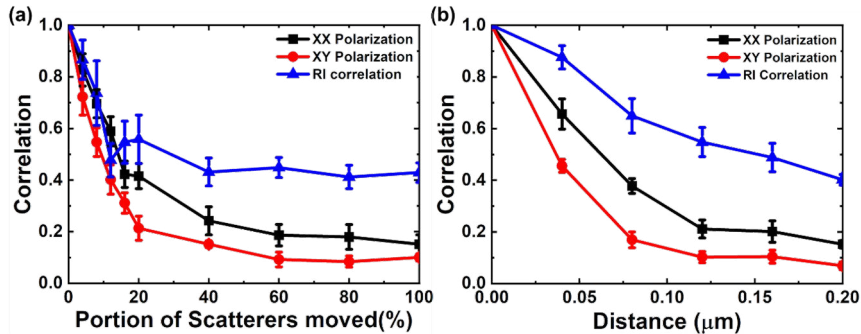 (a)
1.0
0.8
0.6
0.4
0.2
0.0
Correlation
XX Polarization
XY Polarization
RI correlation
0 20 40 60 80 100
Portion of Scatterers moved(%)
(b)
1.0
0.8
0.6
0.4
0.2
0.0
Correlation
XX Polarization
XY Polarization
RI Correlation
0.00 0.05 0.10 0.15 0.20
Distance (μm)